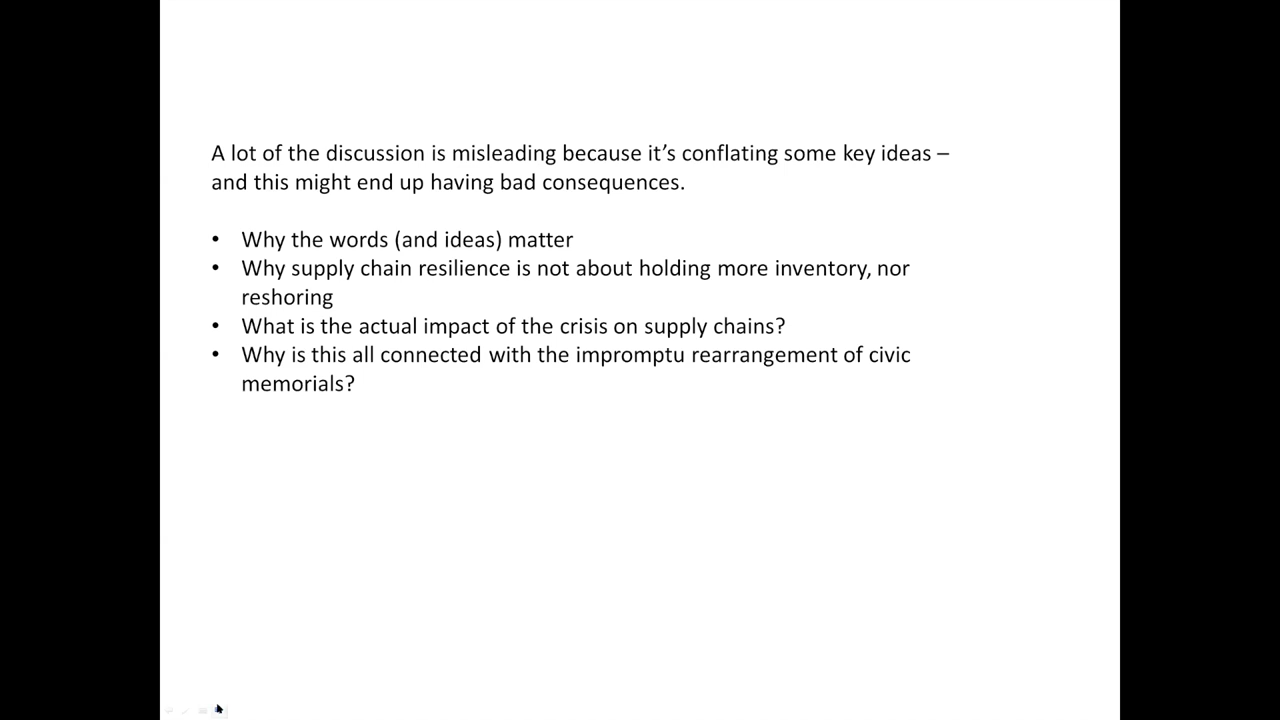 A lot of the discussion is misleading because it’s conflating some key ideas –
and this might end up having bad consequences.
• Why the words (and ideas) matter
• Why supply chain resilience is not about holding more inventory, nor
reshoring
• What is the actual impact of the crisis on supply chains?
• Why is this all connected with the impromptu rearrangement of civic
memorials?